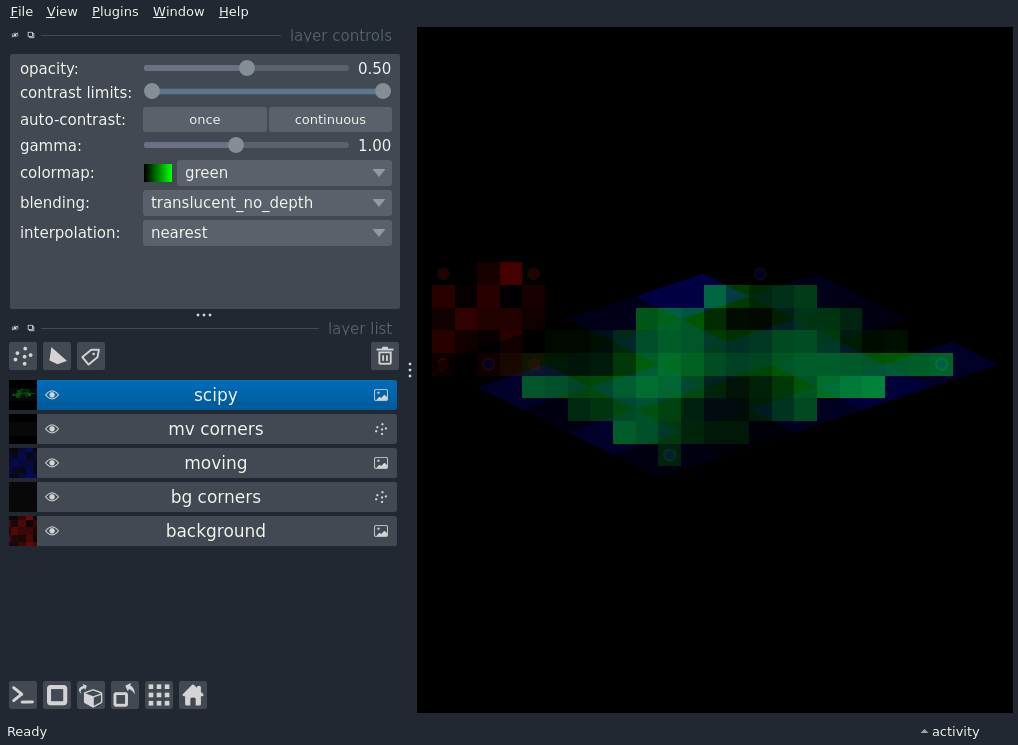 File View Plugins Window Help
layer controls
opacity: 0.50
contrast limits:
auto-contrast: once continuous
gamma: 1.00
colormap: green
blending: translucent_no_depth
interpolation: nearest
layer list
scipy
mv corners
moving
bg corners
background
Ready
activity